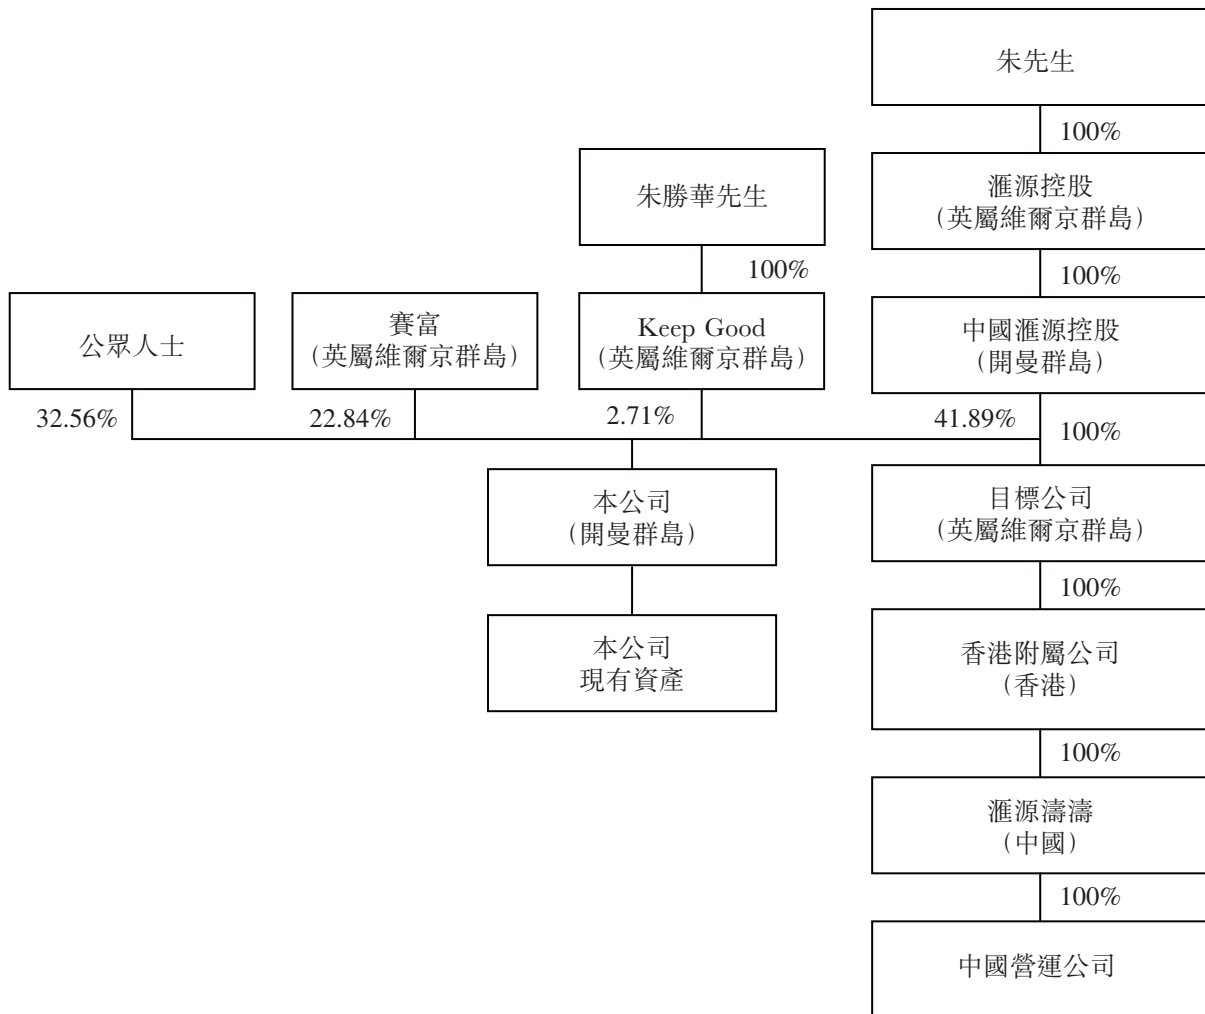 朱先生
100%
滙源控股
（英屬維爾京群島）
朱勝華先生
100%
100%
公眾人士
賽富
（英屬維爾京群島）
Keep Good
（英屬維爾京群島）
中國滙源控股
（開曼群島）
32.56%
22.84%
2.71%
41.89%
100%
本公司
（開曼群島）
目標公司
（英屬維爾京群島）
100%
本公司
現有資產
香港附屬公司
（香港）
100%
滙源濤濤
（中國）
100%
中國營運公司